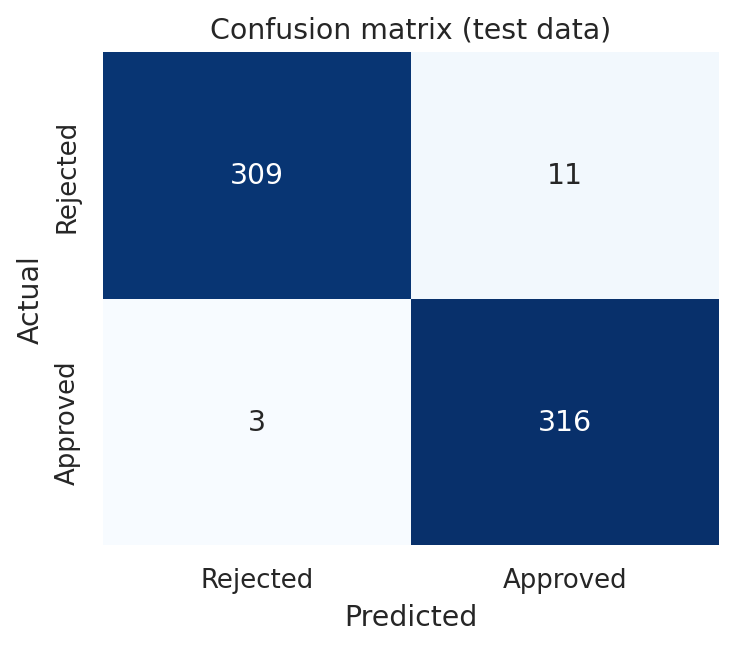 Confusion matrix (test data)
Actual
Rejected
309
11
Approved
3
316
Rejected
Approved
Predicted